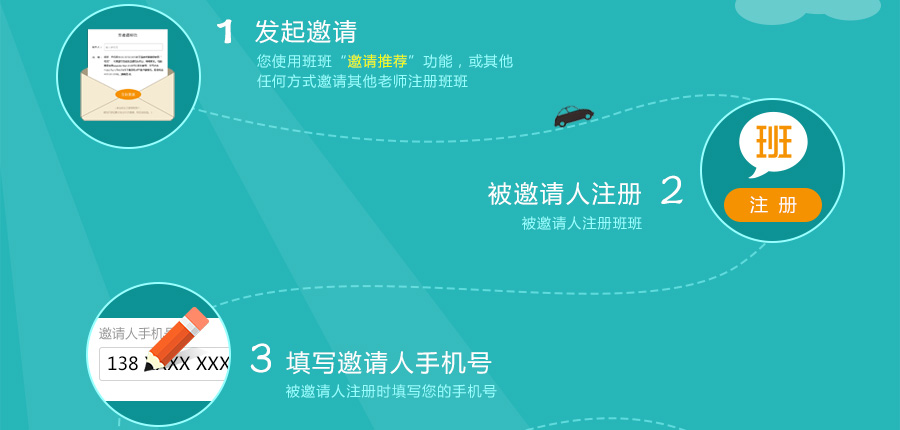 1 发起邀请
您使用班班“邀请推荐”功能，或其他
任何方式邀请其他老师注册班班
班
注 册
被邀请人注册 2
被邀请人注册班班
邀请人手机号
138 XXXX XXX
3 填写邀请人手机号
被邀请人注册时填写您的手机号